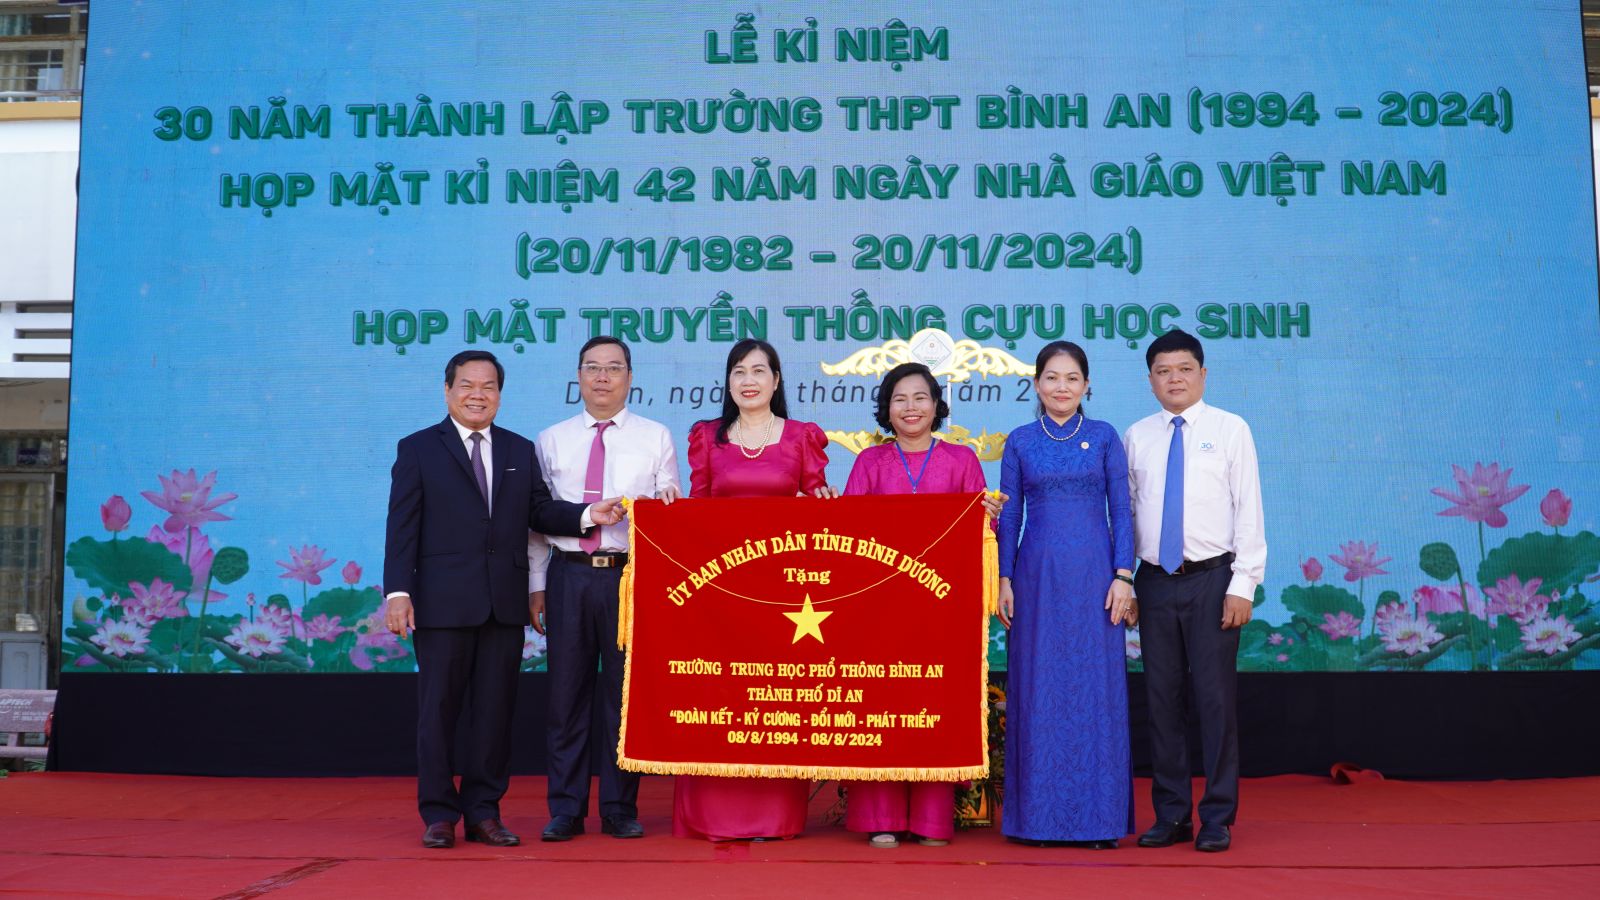 LỄ KỈ NIỆM
30 NĂM THÀNH LẬP TRƯỜNG THPT BÌNH AN (1994 – 2024)
HỌP MẶT KỈ NIỆM 42 NĂM NGÀY NHÀ GIÁO VIỆT NAM
(20/11/1982 – 20/11/2024)
HỌP MẶT TRUYỀN THỐNG CỰU HỌC SINH
ỦY BAN NHÂN DÂN TỈNH BÌNH DƯƠNG
Tặng
TRƯỜNG TRUNG HỌC PHỔ THÔNG BÌNH AN
THÀNH PHỐ DĨ AN
"ĐOÀN KẾT - KỶ CƯƠNG - ĐỔI MỚI - PHÁT TRIỂN"
08/8/1994 - 08/8/2024